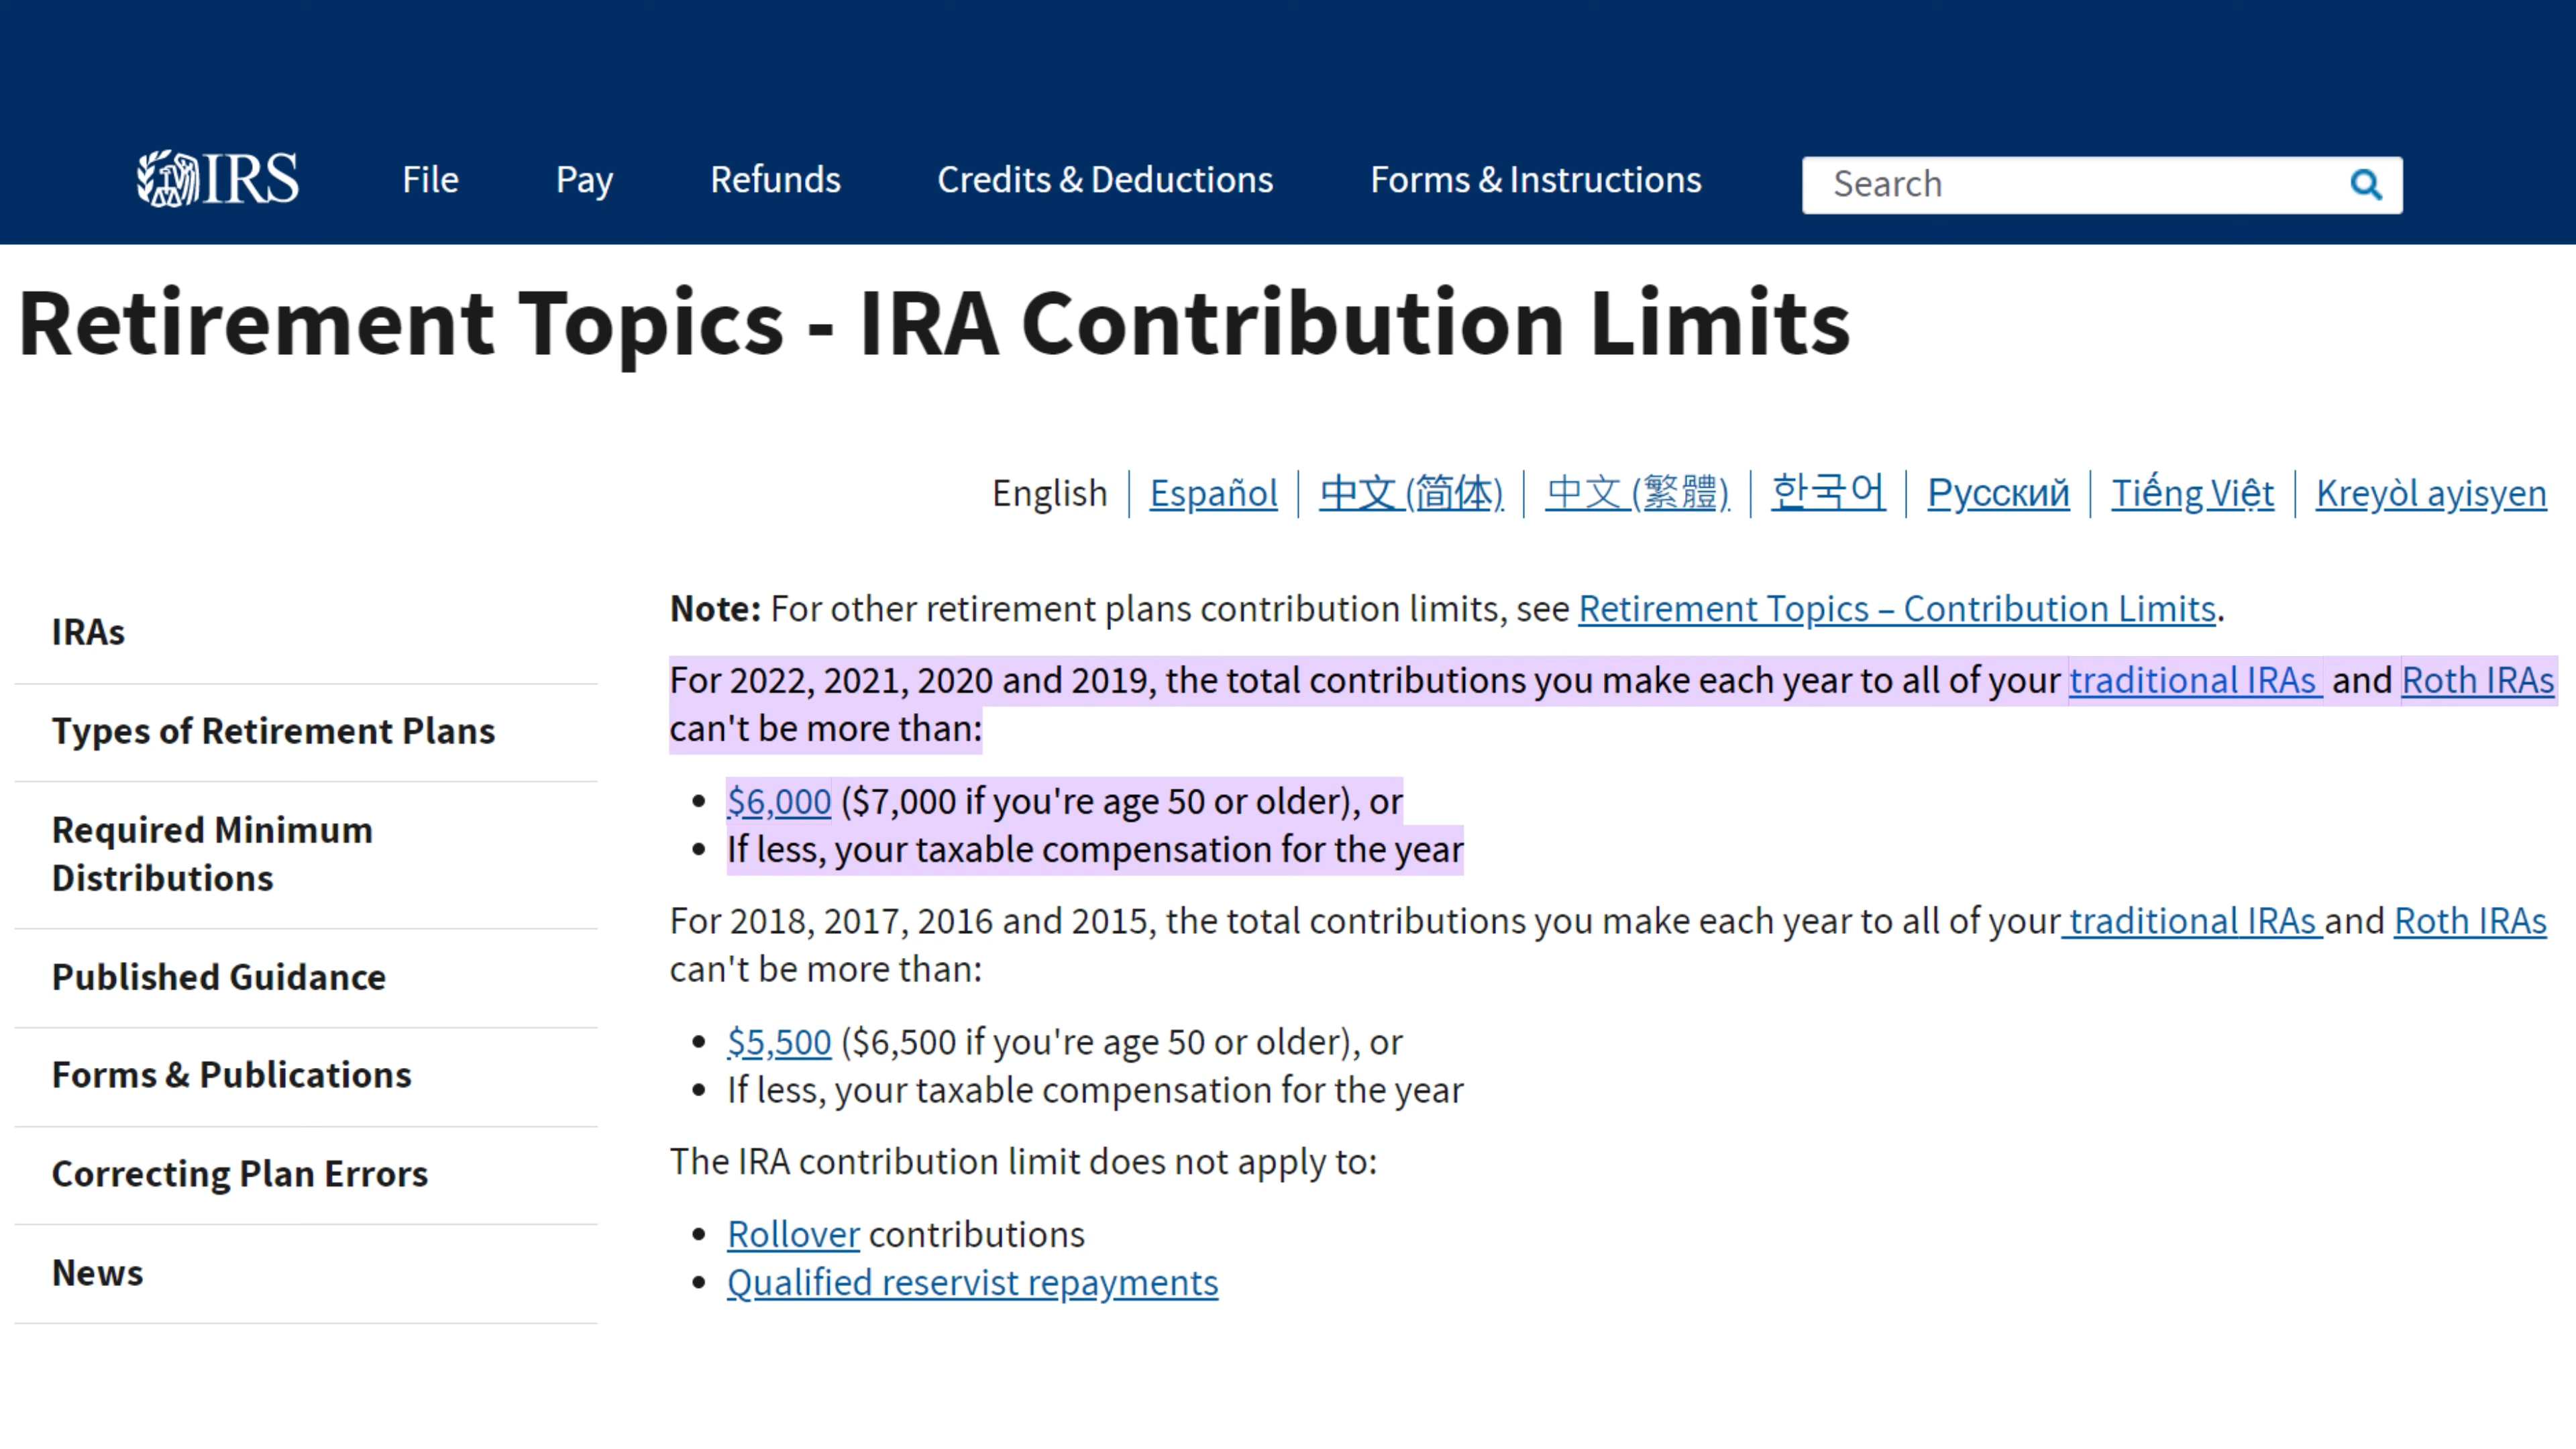 IRS
File
Pay
Refunds
Credits & Deductions
Forms & Instructions
Search
Retirement Topics - IRA Contribution Limits
English
Español
中文 (简体)
中文 (繁體)
한국어
Русский
Tiếng Việt
Kreyòl ayisyen
IRAs
Types of Retirement Plans
Required Minimum
Distributions
Published Guidance
Forms & Publications
Correcting Plan Errors
News
Note: For other retirement plans contribution limits, see Retirement Topics – Contribution Limits.
For 2022, 2021, 2020 and 2019, the total contributions you make each year to all of your traditional IRAs and Roth IRAs
can't be more than:
• $6,000 ($7,000 if you're age 50 or older), or
• If less, your taxable compensation for the year
For 2018, 2017, 2016 and 2015, the total contributions you make each year to all of your traditional IRAs and Roth IRAs
can't be more than:
• $5,500 ($6,500 if you're age 50 or older), or
• If less, your taxable compensation for the year
The IRA contribution limit does not apply to:
• Rollover contributions
• Qualified reservist repayments